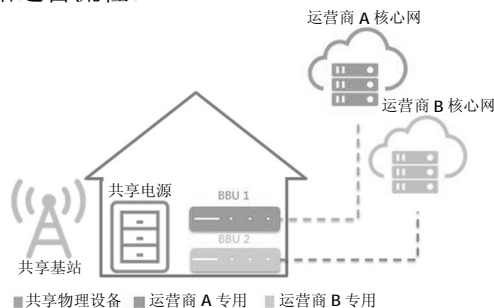 运营商 A 核心网
运营商 B 核心网
共享电源
BBU 1
BBU 2
共享基站
共享物理设备 运营商 A 专用 运营商 B 专用